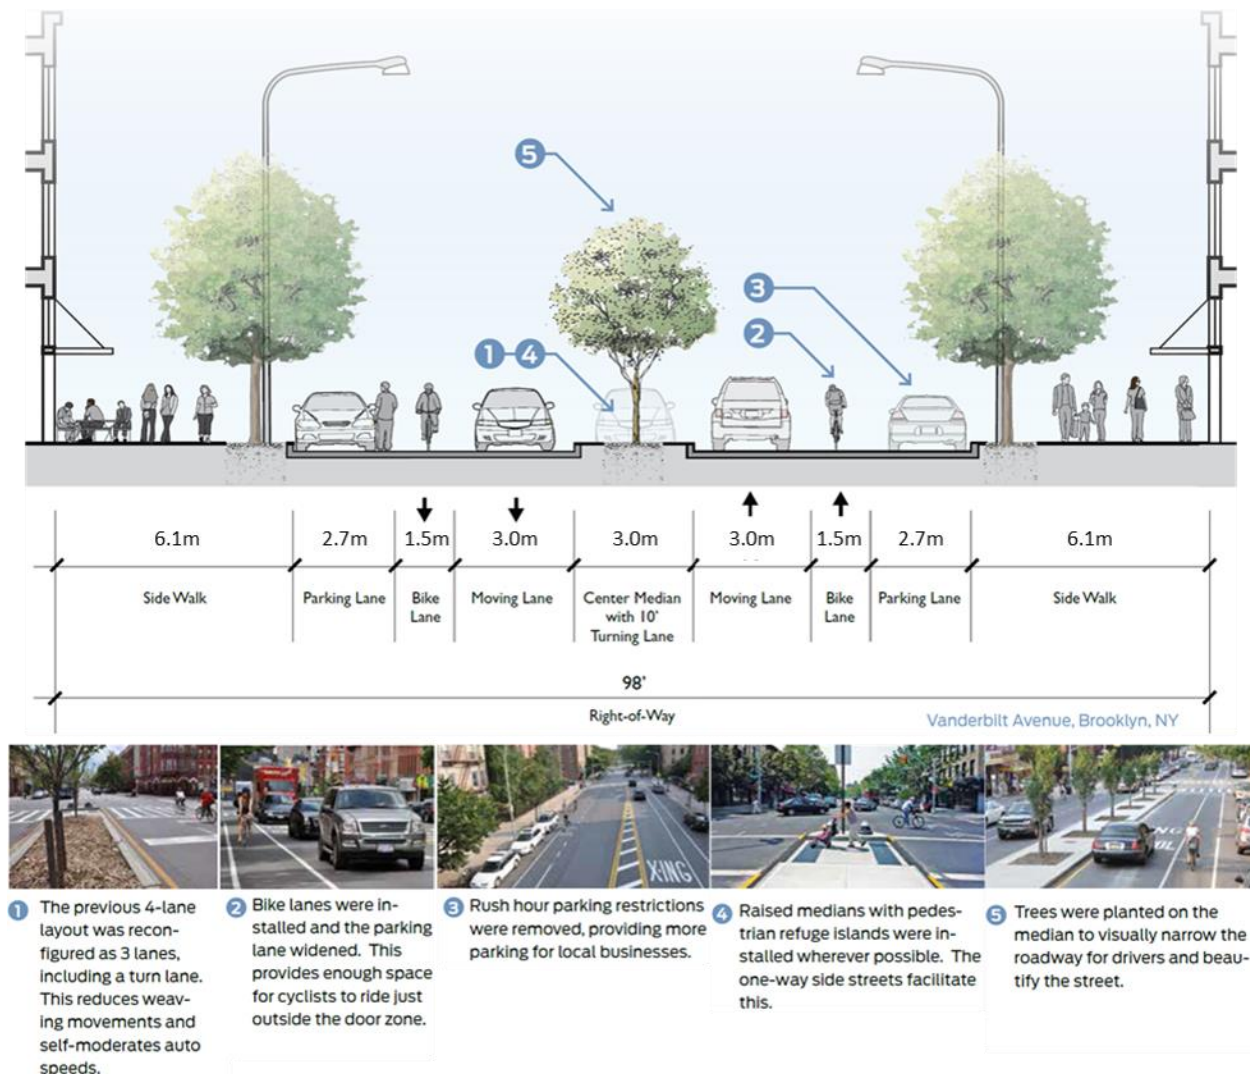 5
3
2
1
4
6.1m
2.7m
1.5m
3.0m
3.0m
3.0m
1.5m
2.7m
6.1m
Side Walk
Parking Lane
Bike
Lane
Moving Lane
Center Median
with 10'
Turning Lane
Moving Lane
Bike
Lane
Parking Lane
Side Walk
98'
Right-of-Way
Vanderbilt Avenue, Brooklyn, NY
X-ING
1 The previous 4-lane
layout was recon-
figured as 3 lanes,
including a turn lane.
This reduces weav-
ing movements and
self-moderates auto
speeds.
2 Bike lanes were in-
stalled and the parking
lane widened. This
provides enough space
for cyclists to ride just
outside the door zone.
3 Rush hour parking restrictions
were removed, providing more
parking for local businesses.
4 Raised medians with pedes-
trian refuge islands were in-
stalled wherever possible. The
one-way side streets facilitate
this.
5 Trees were planted on the
median to visually narrow the
roadway for drivers and beau-
tify the street.